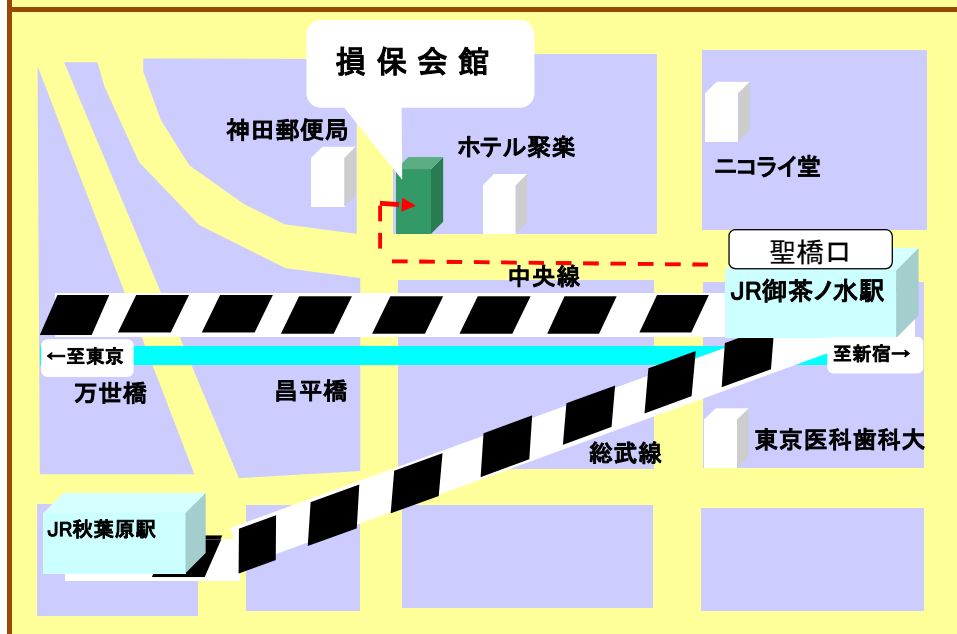 損保会館
神田郵便局
ホテル聚楽
ニコライ堂
聖橋口
中央線
JR御茶ノ水駅
←至東京
至新宿→
万世橋
昌平橋
総武線
東京医科歯科大
JR秋葉原駅